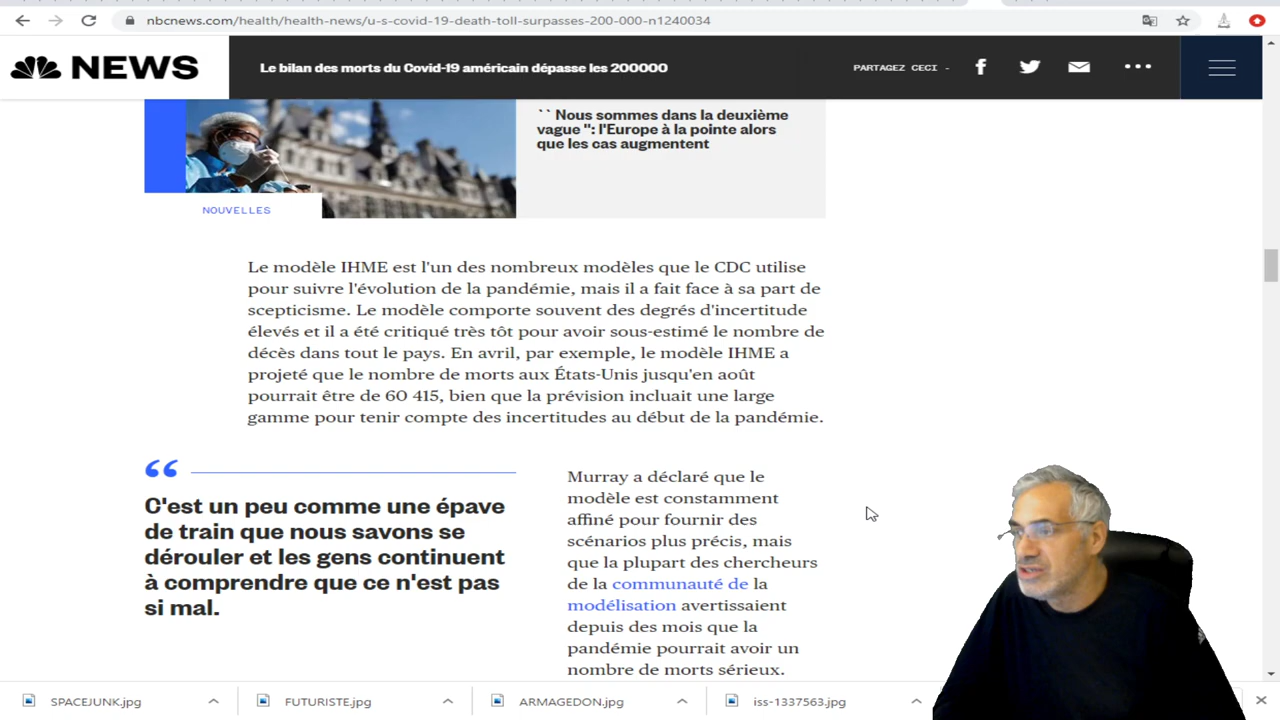 nbcnews.com/health/health-news/u-s-covid-19-death-toll-surpasses-200-000-n1240034
NEWS
Le bilan des morts du Covid-19 américain dépasse les 200000
PARTAGEZ CECI -
`` Nous sommes dans la deuxième
vague '': l'Europe à la pointe alors
que les cas augmentent
NOUVELLES
Le modèle IHME est l'un des nombreux modèles que le CDC utilise
pour suivre l'évolution de la pandémie, mais il a fait face à sa part de
scepticisme. Le modèle comporte souvent des degrés d'incertitude
élevés et il a été critiqué très tôt pour avoir sous-estimé le nombre de
décès dans tout le pays. En avril, par exemple, le modèle IHME a
projeté que le nombre de morts aux États-Unis jusqu'en août
pourrait être de 60 415, bien que la prévision incluait une large
gamme pour tenir compte des incertitudes au début de la pandémie.
C'est un peu comme une épave
de train que nous savons se
dérouler et les gens continuent
à comprendre que ce n'est pas
si mal.
Murray a déclaré que le
modèle est constamment
affiné pour fournir des
scénarios plus précis, mais
que la plupart des chercheurs
de la communauté de la
modélisation avertissaient
depuis des mois que la
pandémie pourrait avoir un
nombre de morts sérieux.
SPACEJUNK.jpg
FUTURISTE.jpg
ARMAGEDON.jpg
iss-1337563.jpg